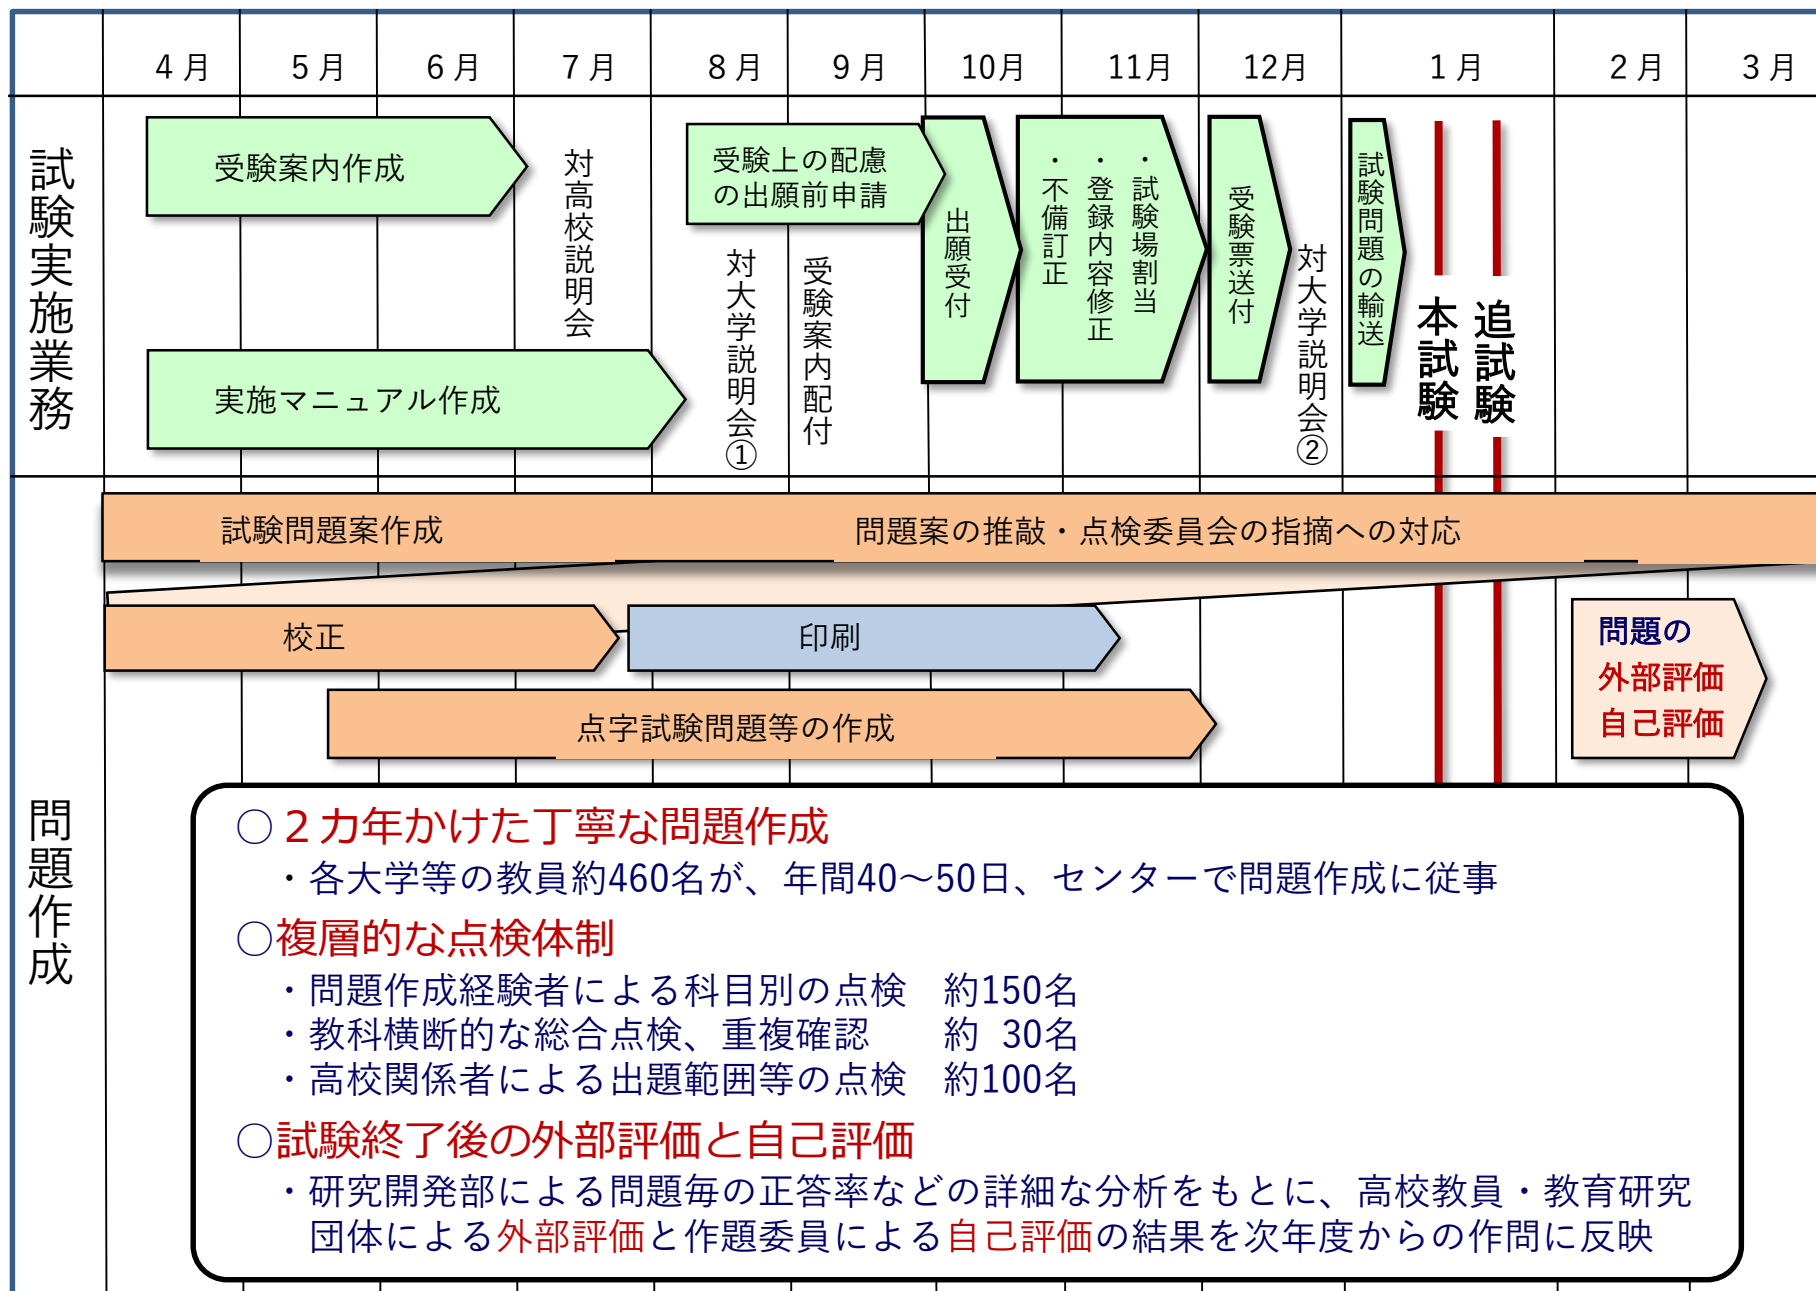 4月 5月 6月 7月 8月 9月 10月 11月 12月 1月 2月 3月
試験実施業務
受験案内作成
実施マニュアル作成
対高校説明会
受験上の配慮
の出願前申請
対大学説明会①
受験案内配付
出願受付
・試験場割当
・登録内容修正
・不備訂正
受験票送付
対大学説明会②
試験問題の輸送
本試験
追試験
問題作成
試験問題案作成
問題案の推敲・点検委員会の指摘への対応
校正
印刷
点字試験問題等の作成
問題の
外部評価
自己評価
○２カ年かけた丁寧な問題作成
・各大学等の教員約460名が、年間40～50日、センターで問題作成に従事
○複層的な点検体制
・問題作成経験者による科目別の点検 約150名
・教科横断的な総合点検、重複確認 約 30名
・高校関係者による出題範囲等の点検 約100名
○試験終了後の外部評価と自己評価
・研究開発部による問題毎の正答率などの詳細な分析をもとに、高校教員・教育研究
団体による外部評価と作題委員による自己評価の結果を次年度からの作問に反映